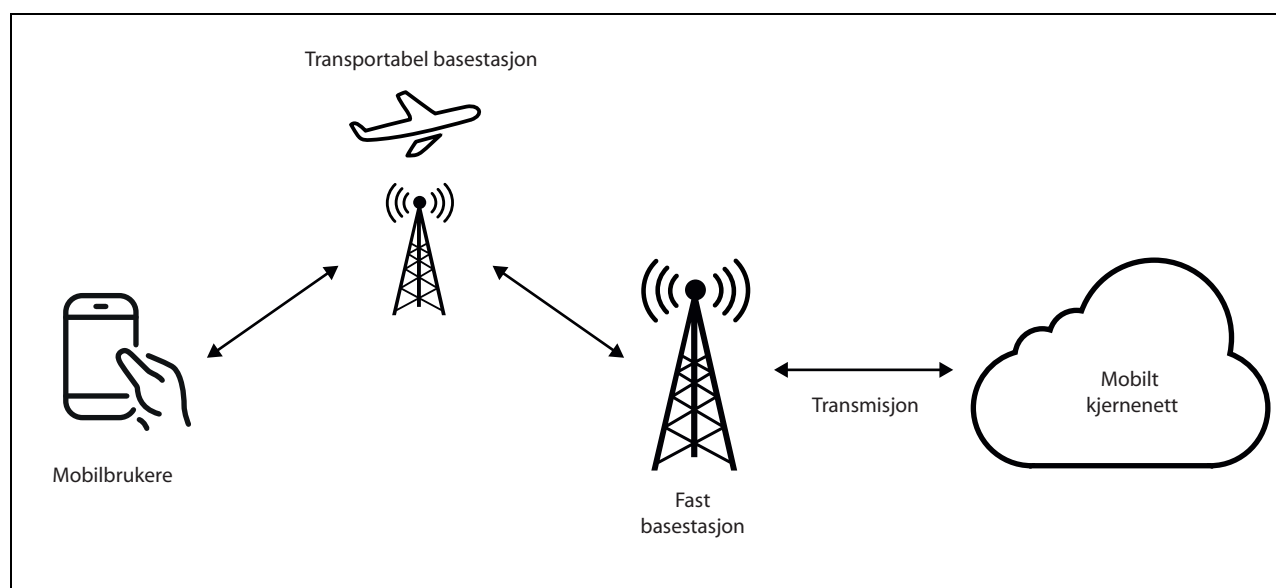 Transportabel basestasjon
Mobilbrukere
Fast
basestasjon
Transmisjon
Mobilt
kjernenett